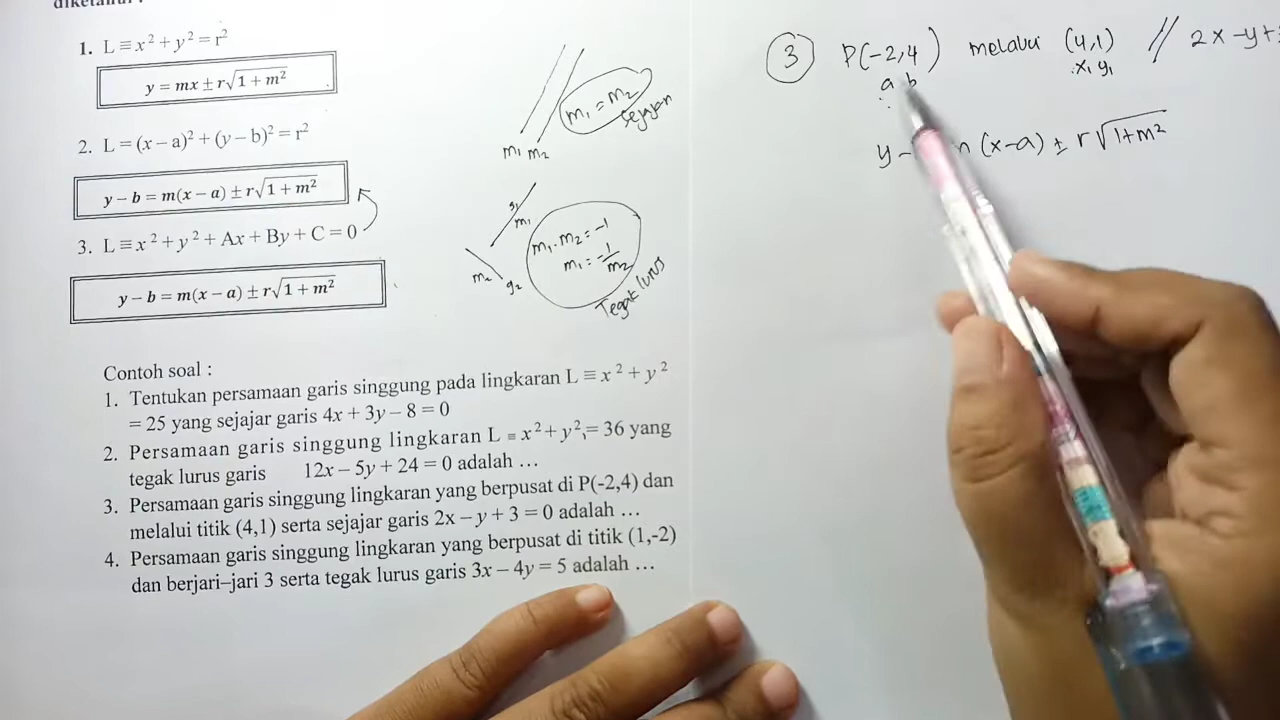 diketahui :
1. L ≡ x² + y² = r²
y = mx ± r√1 + m²
2. L = (x – a)² + (y – b)² = r²
y – b = m(x – a) ± r√1 + m²
3. L ≡ x² + y² + Ax + By + C = 0
y – b = m(x – a) ± r√1 + m²
m₁ = m₂
sejajar
m₁ m₂
g₁
m₁
m₂
g₂
m₁ . m₂ = -1
m₁ = -1/m₂
Tegak lurus
Contoh soal :
1. Tentukan persamaan garis singgung pada lingkaran L ≡ x² + y²
= 25 yang sejajar garis 4x + 3y – 8 = 0
2. Persamaan garis singgung lingkaran L ≡ x² + y² = 36 yang
tegak lurus garis 12x – 5y + 24 = 0 adalah …
3. Persamaan garis singgung lingkaran yang berpusat di P(-2,4) dan
melalui titik (4,1) serta sejajar garis 2x – y + 3 = 0 adalah …
4. Persamaan garis singgung lingkaran yang berpusat di titik (1,-2)
dan berjari–jari 3 serta tegak lurus garis 3x – 4y = 5 adalah …
3 P(-2,4) melalui (4,1) // 2x - y +
a b x₁ y₁
y - (x-a) ± r√1+m²